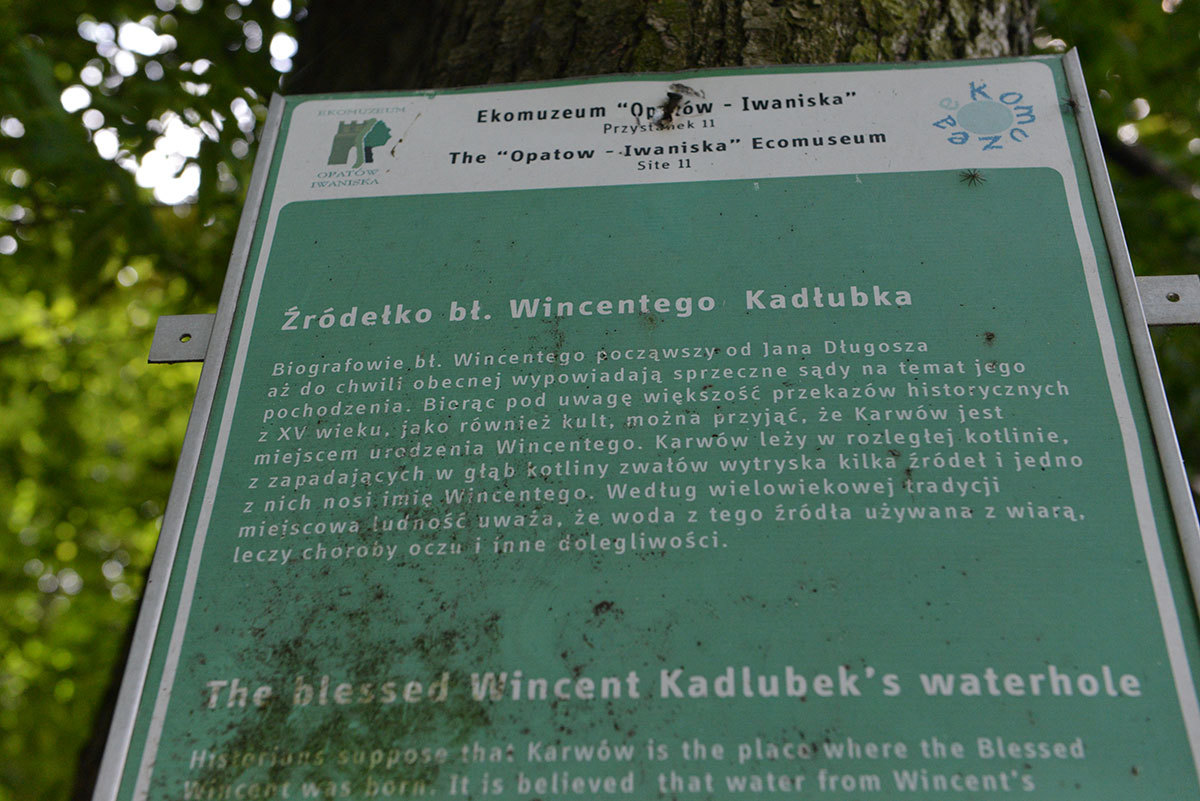 EKOMUZEUM
OPATÓW
IWANISKA
Ekomuzeum “Opatów - Iwaniska”
Przystanek 11
The “Opatow - Iwaniska” Ecomuseum
Site 11
Źródełko bł. Wincentego Kadłubka
Biografowie bł. Wincentego począwszy od Jana Długosza
aż do chwili obecnej wypowiadają sprzeczne sądy na temat jego
pochodzenia. Bierąc pod uwagę większość przekazów historycznych
z XV wieku, jako również kult, można przyjąć, że Karwów jest
miejscem urodzenia Wincentego. Karwów leży w rozległej kotlinie,
z zapadających w głąb kotliny zwałów wytryska kilka źródeł i jedno
z nich nosi imię Wincentego. Według wielowiekowej tradycji
miejscowa ludność uważa, że woda z tego źródła używana z wiarą,
leczy choroby oczu i inne dolegliwości.
The blessed Wincent Kadlubek’s waterhole
Historians suppose that Karwów is the place where the Blessed
Wincent was born. It is believed that water from Wincent’s